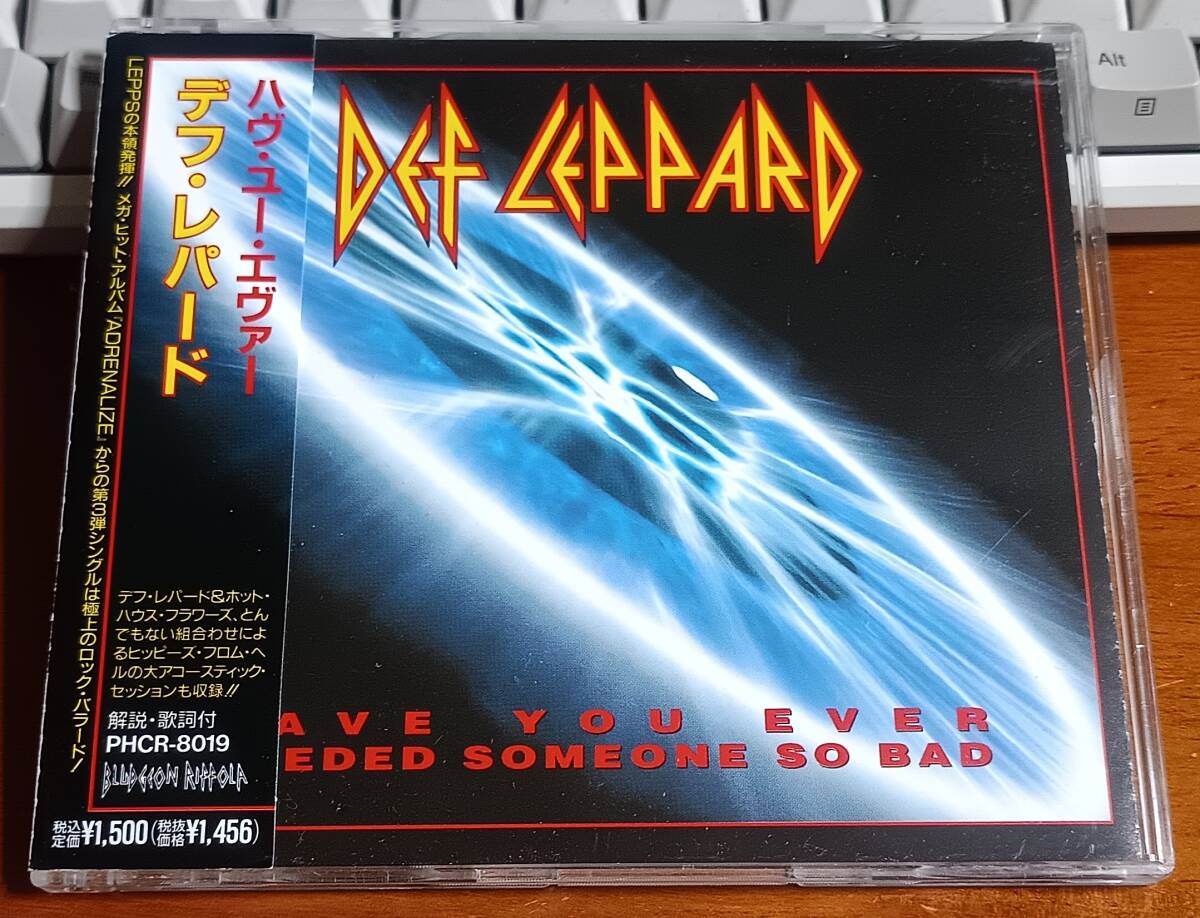 Alt
DEF LEPPARD
ハヴ・ユー・エヴァー
デフ・レパード
LEPPSの本領発揮!! メガ・ヒット・アルバム『ADRENALIZE』からの第3弾シングルは極上のロック・バラード!
デフ・レパード&ホット・
ハウス・フラワーズ、とん
でもない組合わせによ
るヒッピーズ・フロム・ヘ
ルの大アコースティック・
セッションも収録!!
解説・歌詞付
PHCR-8019
BLUDGEON RIFFOLA
税込定価¥1,500(税抜価格¥1,456)
AVE YOU EVER
EDED SOMEONE SO BAD